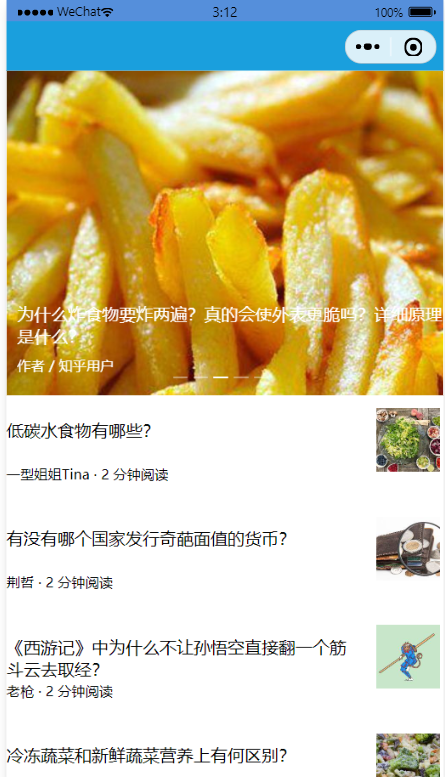 WeChat 3:12 100%
为什么炸食物要炸两遍？真的会使外表更脆吗？详细原理
是什么？
作者 / 知乎用户
低碳水食物有哪些？
一型姐姐Tina · 2 分钟阅读
有没有哪个国家发行奇葩面值的货币？
荆哲 · 2 分钟阅读
《西游记》中为什么不让孙悟空直接翻一个筋
斗云去取经？
老枪 · 2 分钟阅读
冷冻蔬菜和新鲜蔬菜营养上有何区别？